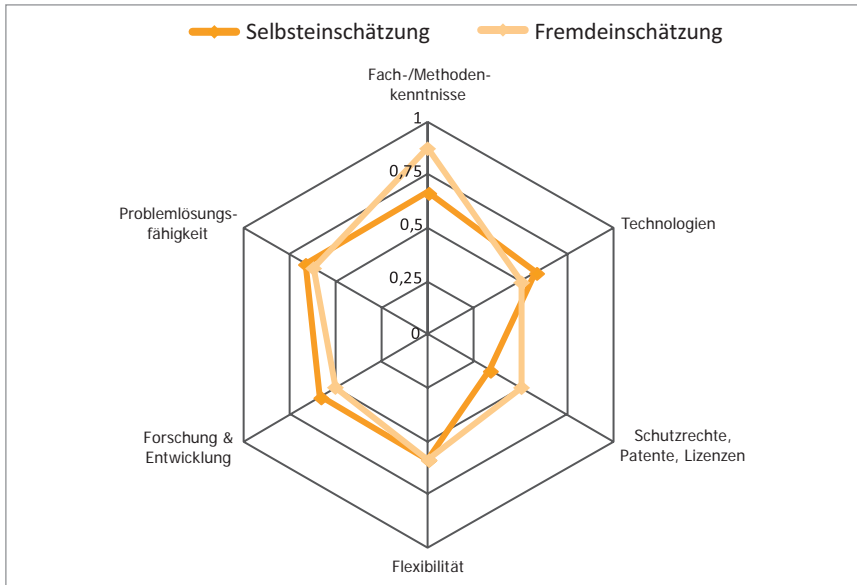 Selbsteinschätzung
Fremdeinschätzung
Fach-/Methoden-
kenntnisse
1
0,75
Problemlösungs-
fähigkeit
Technologien
0,5
0,25
0
Forschung &
Entwicklung
Schutzrechte,
Patente, Lizenzen
Flexibilität